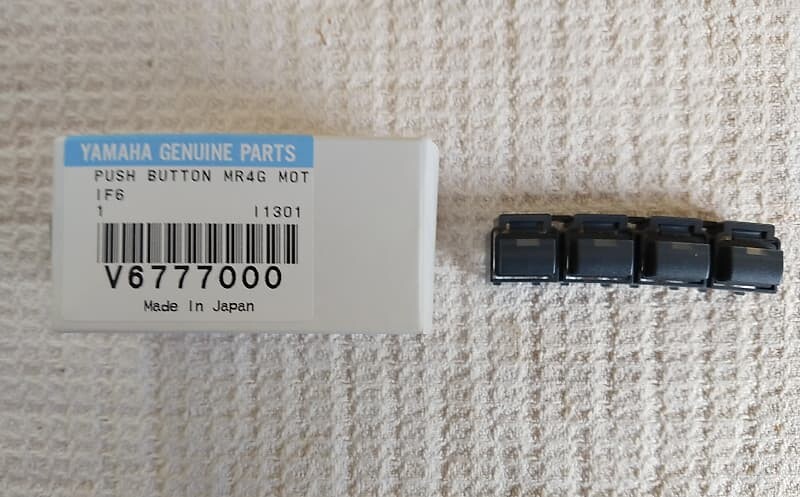 YAMAHA GENUINE PARTS
PUSH BUTTON MR4G MOT
IF6
1 I1301
V6777000
Made In Japan